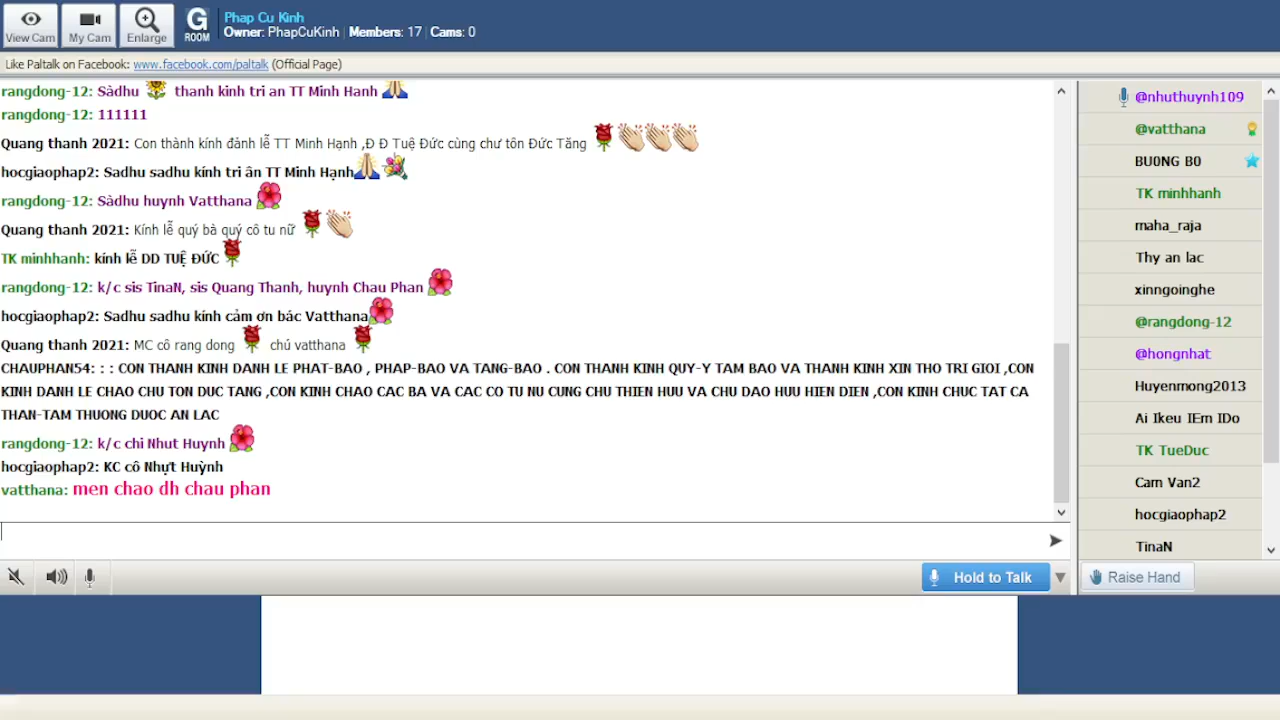 View Cam
My Cam
Enlarge
G
ROOM
Phap Cu Kinh
Owner: PhapCuKinh | Members: 17 | Cams: 0
Like Paltalk on Facebook: www.facebook.com/paltalk (Official Page)
rangdong-12: Sàdhu thanh kinh tri an TT Minh Hanh
rangdong-12: 111111
Quang thanh 2021: Con thành kính đảnh lễ TT Minh Hạnh ,Đ Đ Tuệ Đức cùng chư tôn Đức Tăng
hocgiaophap2: Sadhu sadhu kính tri ân TT Minh Hạnh
rangdong-12: Sàdhu huynh Vatthana
Quang thanh 2021: Kính lễ quý bà quý cô tu nữ
TK minhhanh: kính lễ DD TUỆ ĐỨC
rangdong-12: k/c sis TinaN, sis Quang Thanh, huynh Chau Phan
hocgiaophap2: Sadhu sadhu kính cảm ơn bác Vatthana
Quang thanh 2021: MC cô rang dong chú vatthana
CHAUPHAN54: : : CON THANH KINH DANH LE PHAT-BAO , PHAP-BAO VA TANG-BAO . CON THANH KINH QUY-Y TAM BAO VA THANH KINH XIN THO TRI GIOI ,CON
KINH DANH LE CHAO CHU TON DUC TANG ,CON KINH CHAO CAC BA VA CAC CO TU NU CUNG CHU THIEN HUU VA CHU DAO HUU HIEN DIEN ,CON KINH CHUC TAT CA
THAN-TAM THUONG DUOC AN LAC
rangdong-12: k/c chi Nhut Huynh
hocgiaophap2: KC cô Nhựt Huỳnh
vatthana: men chao dh chau phan
Hold to Talk
@nhuthuynh109
@vatthana
BU0NG B0
TK minhhanh
maha_raja
Thy an lac
xinngoinghe
@rangdong-12
@hongnhat
Huyenmong2013
Ai Ikeu IEm IDo
TK TueDuc
Cam Van2
hocgiaophap2
TinaN
Raise Hand